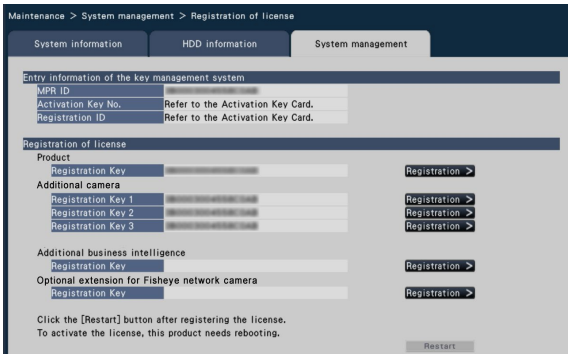 Maintenance > System management > Registration of license
System information
HDD information
System management
Entry information of the key management system
MPR ID
Activation Key No. Refer to the Activation Key Card.
Registration ID Refer to the Activation Key Card.
Registration of license
Product
Registration Key Registration >
Additional camera
Registration Key 1 Registration >
Registration Key 2 Registration >
Registration Key 3 Registration >
Additional business intelligence
Registration Key Registration >
Optional extension for Fisheye network camera
Registration Key Registration >
Click the [Restart] button after registering the license.
To activate the license, this product needs rebooting.
Restart